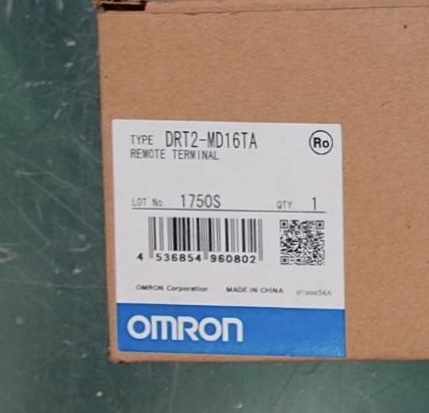 TYPE DRT2-MD16TA
REMOTE TERMINAL
Ro
LOT No. 1750S QTY. 1
4 536854 960802
OMRON Corporation MADE IN CHINA
OMRON